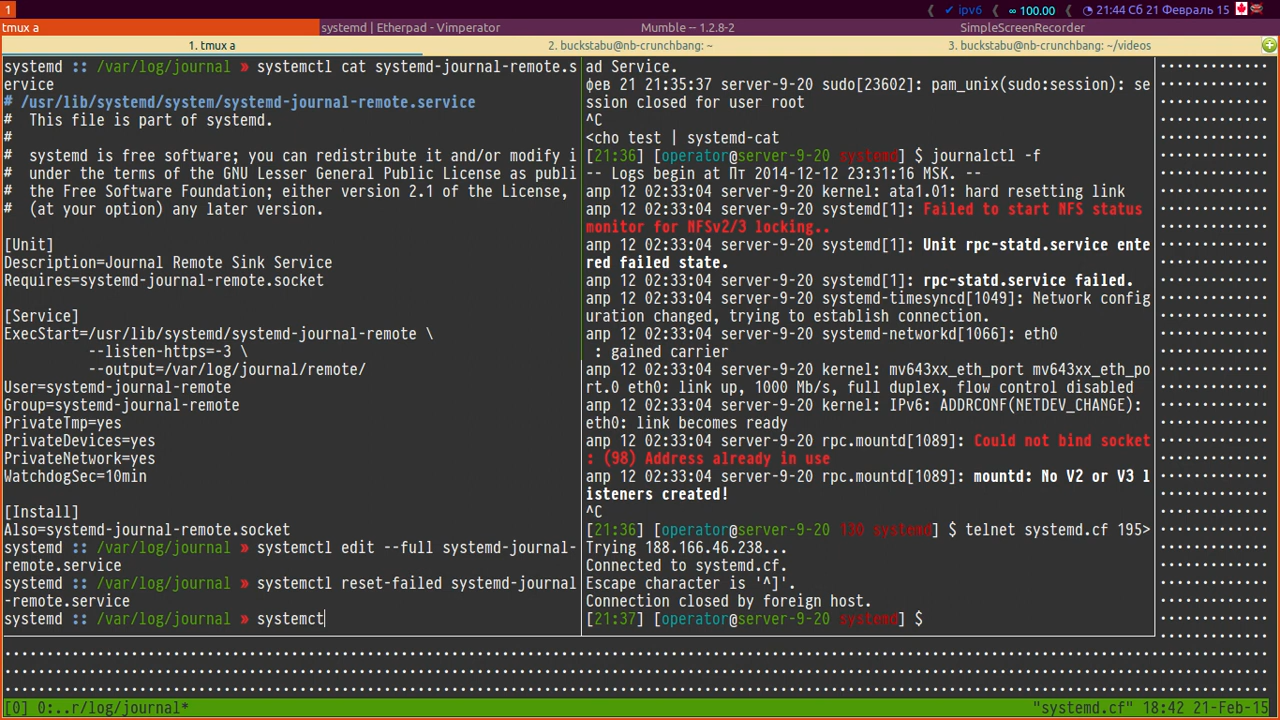 1
ipv6
∞ 100.00
21:44 Сб 21 Февраль 15
tmux a
systemd | Etherpad - Vimperator
Mumble -- 1.2.8-2
SimpleScreenRecorder
1. tmux a
2. buckstabu@nb-crunchbang: ~
3. buckstabu@nb-crunchbang: ~/videos
systemd :: /var/log/journal » systemctl cat systemd-journal-remote.s
ervice
# /usr/lib/systemd/system/systemd-journal-remote.service
#  This file is part of systemd.
#
#  systemd is free software; you can redistribute it and/or modify i
#  under the terms of the GNU Lesser General Public License as publi
#  the Free Software Foundation; either version 2.1 of the License,
#  (at your option) any later version.
[Unit]
Description=Journal Remote Sink Service
Requires=systemd-journal-remote.socket
[Service]
ExecStart=/usr/lib/systemd/systemd-journal-remote \
          --listen-https=-3 \
          --output=/var/log/journal/remote/
User=systemd-journal-remote
Group=systemd-journal-remote
PrivateTmp=yes
PrivateDevices=yes
PrivateNetwork=yes
WatchdogSec=10min
[Install]
Also=systemd-journal-remote.socket
systemd :: /var/log/journal » systemctl edit --full systemd-journal-
remote.service
systemd :: /var/log/journal » systemctl reset-failed systemd-journal
-remote.service
systemd :: /var/log/journal » systemct
ad Service.
фев 21 21:35:37 server-9-20 sudo[23602]: pam_unix(sudo:session): se
ssion closed for user root
^C
<cho test | systemd-cat
[21:36] [operator@server-9-20 systemd] $ journalctl -f
-- Logs begin at Пт 2014-12-12 23:31:16 MSK. --
апр 12 02:33:04 server-9-20 kernel: ata1.01: hard resetting link
апр 12 02:33:04 server-9-20 systemd[1]: Failed to start NFS status
monitor for NFSv2/3 locking..
апр 12 02:33:04 server-9-20 systemd[1]: Unit rpc-statd.service ente
red failed state.
апр 12 02:33:04 server-9-20 systemd[1]: rpc-statd.service failed.
апр 12 02:33:04 server-9-20 systemd-timesyncd[1049]: Network config
uration changed, trying to establish connection.
апр 12 02:33:04 server-9-20 systemd-networkd[1066]: eth0
 : gained carrier
апр 12 02:33:04 server-9-20 kernel: mv643xx_eth_port mv643xx_eth_po
rt.0 eth0: link up, 1000 Mb/s, full duplex, flow control disabled
апр 12 02:33:04 server-9-20 kernel: IPv6: ADDRCONF(NETDEV_CHANGE):
eth0: link becomes ready
апр 12 02:33:04 server-9-20 rpc.mountd[1089]: Could not bind socket
: (98) Address already in use
апр 12 02:33:04 server-9-20 rpc.mountd[1089]: mountd: No V2 or V3 l
isteners created!
^C
[21:36] [operator@server-9-20 130 systemd] $ telnet systemd.cf 195>
Trying 188.166.46.238...
Connected to systemd.cf.
Escape character is '^]'.
Connection closed by foreign host.
[21:37] [operator@server-9-20 systemd] $
[0] 0:..r/log/journal*
"systemd.cf" 18:42 21-Feb-15